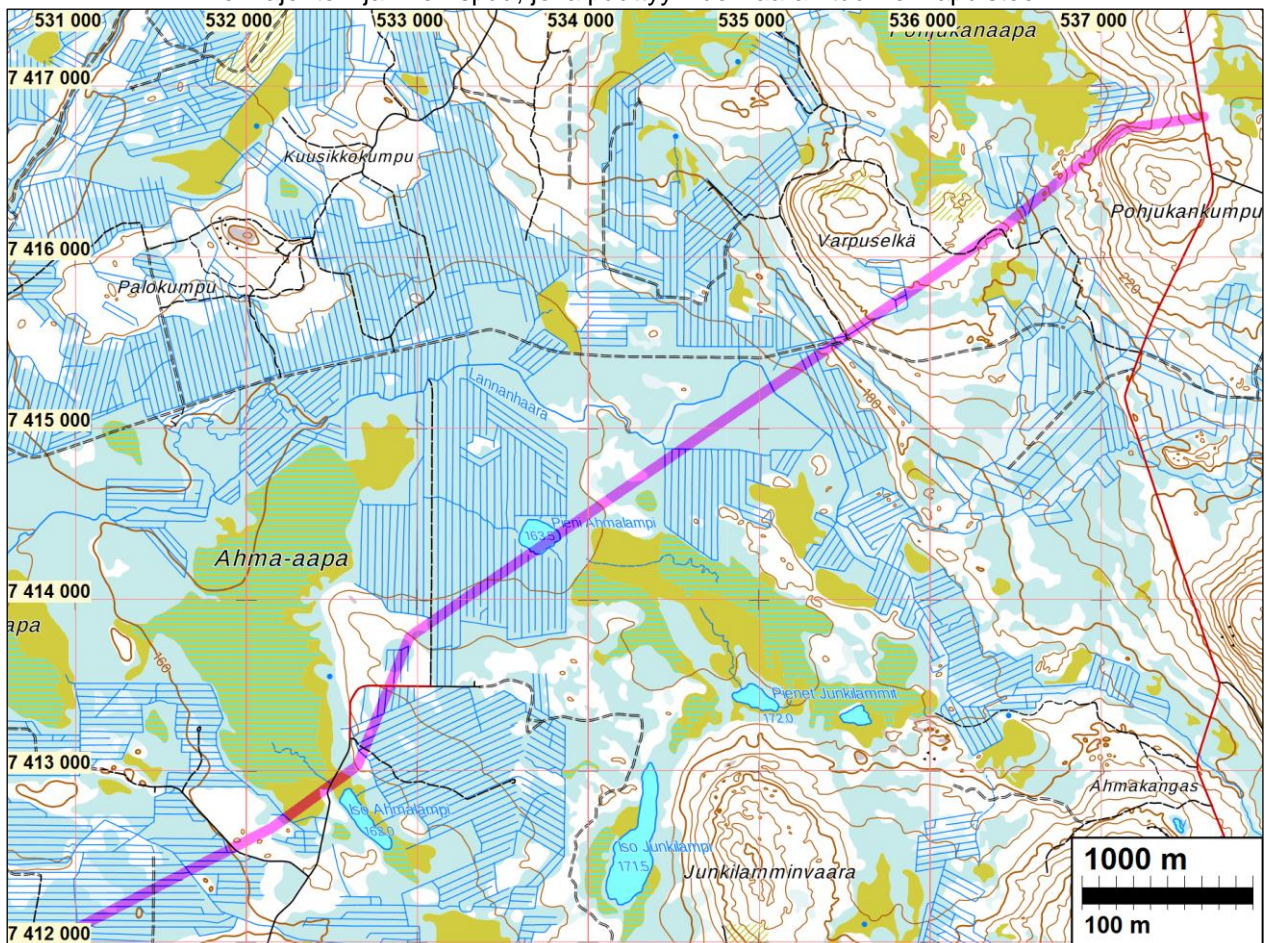 531 000 532 000 533 000 534 000 535 000 536 000 537 000
Pohjukanaapa
7 417 000
Kuusikkokumpu
Pohjukankumpu
7 416 000
Varpuselkä
Palokumpu
220
Lannanhaara
180
7 415 000
Pieni Ahmalampi
163.5
Ahma-aapa
7 414 000
apa
160
Pienet Junkilammit
172.0
7 413 000
Ahmakangas
Iso Ahmalampi
Iso Junkilampi
171.5
Junkilamminvaara
1000 m
100 m
7 412 000